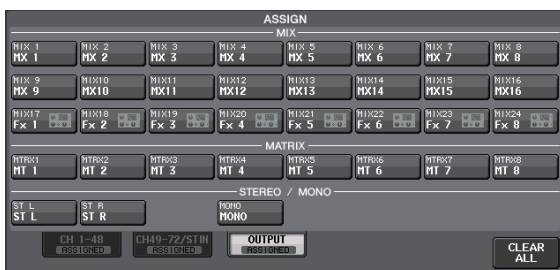 ASSIGN
MIX
MIX 1 MIX 2 MIX 3 MIX 4 MIX 5 MIX 6 MIX 7 MIX 8
MX 1 MX 2 MX 3 MX 4 MX 5 MX 6 MX 7 MX 8
MIX 9 MIX10 MIX11 MIX12 MIX13 MIX14 MIX15 MIX16
MX 9 MX10 MX11 MX12 MX13 MX14 MX15 MX16
MIX17 MIX18 MIX19 MIX20 MIX21 MIX22 MIX23 MIX24
Fx 1 Fx 2 Fx 3 Fx 4 Fx 5 Fx 6 Fx 7 Fx 8
MATRIX
MTRX1 MTRX2 MTRX3 MTRX4 MTRX5 MTRX6 MTRX7 MTRX8
MT 1 MT 2 MT 3 MT 4 MT 5 MT 6 MT 7 MT 8
STEREO / MONO
ST L ST R MONO
ST L ST R MONO
CH 1-48 CH49-72/STIN OUTPUT
ASSIGNED ASSIGNED ASSIGNED
CLEAR
ALL